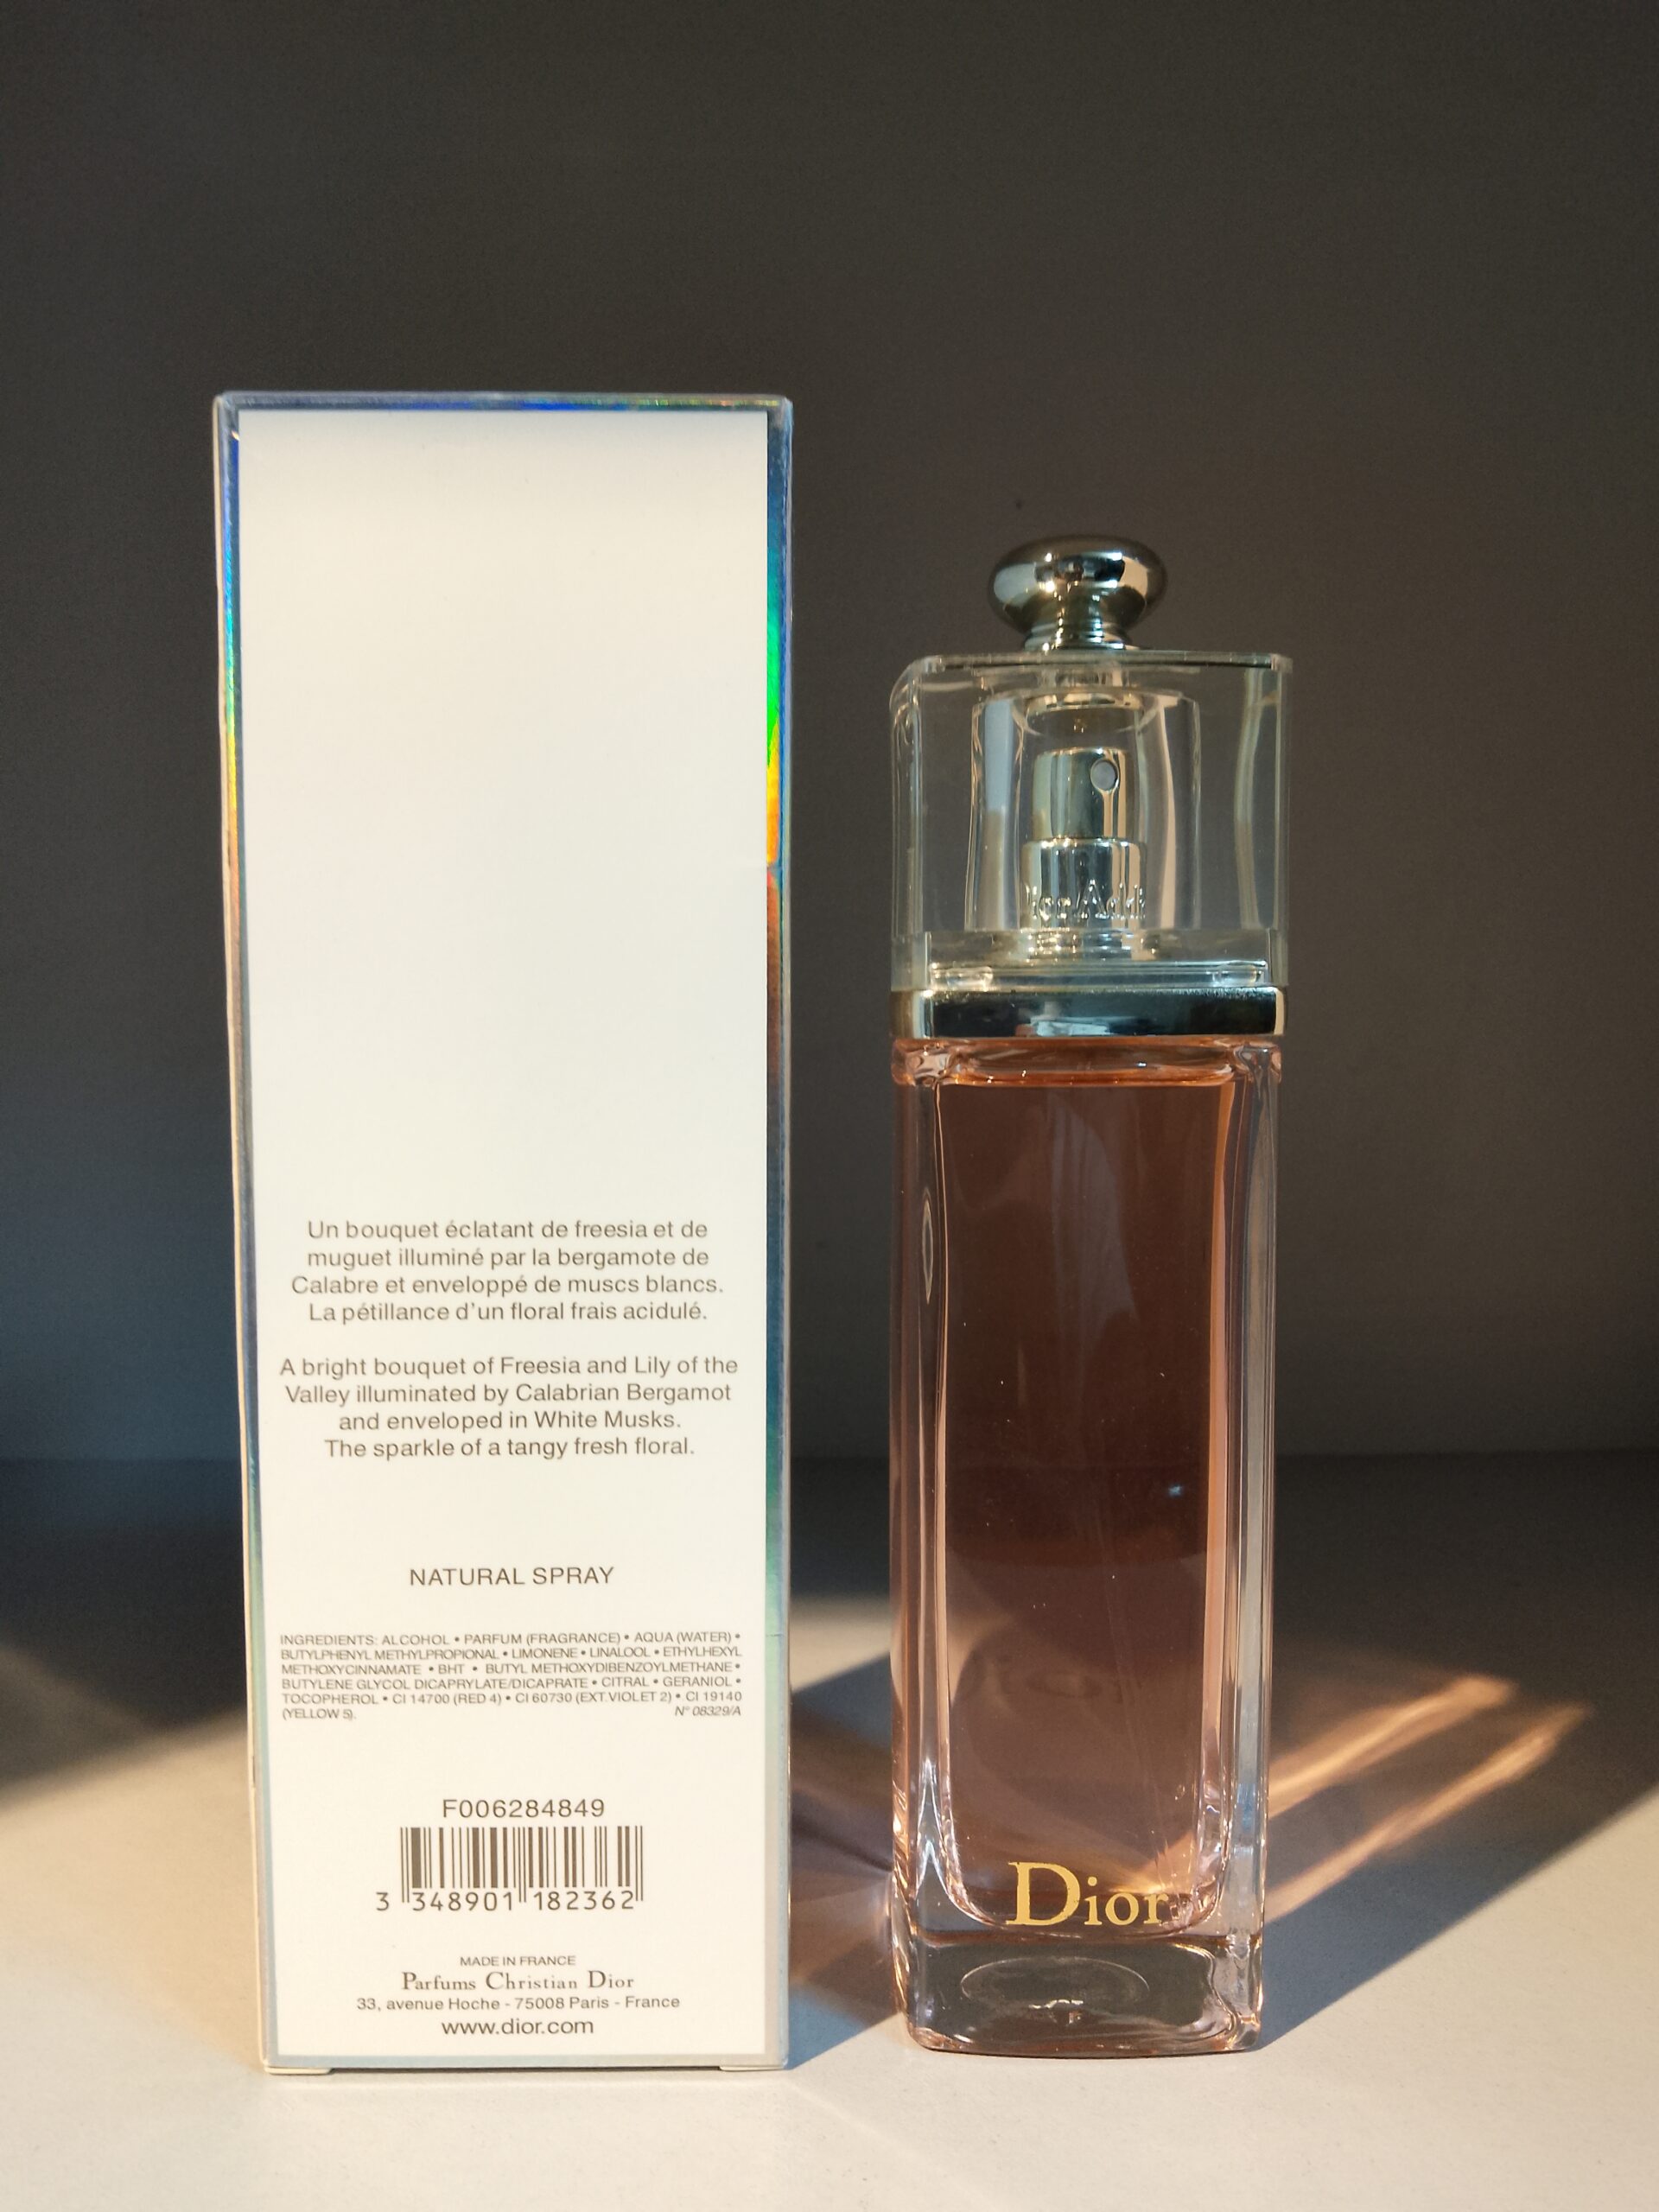 Un bouquet éclatant de freesia et de
muguet illuminé par la bergamote de
Calabre et enveloppé de muscs blancs.
La pétillance d'un floral frais acidulé.
A bright bouquet of Freesia and Lily of the
Valley illuminated by Calabrian Bergamot
and enveloped in White Musks.
The sparkle of a tangy fresh floral.
NATURAL SPRAY
INGREDIENTS: ALCOHOL • PARFUM (FRAGRANCE) • AQUA (WATER) •
BUTYLPHENYL METHYLPROPIONAL • LIMONENE • LINALOOL • ETHYLHEXYL
METHOXYCINNAMATE • BHT • BUTYL METHOXYDIBENZOYLMETHANE •
BUTYLENE GLYCOL DICAPRYLATE/DICAPRATE • CITRAL • GERANIOL •
TOCOPHEROL • CI 14700 (RED 4) • CI 60730 (EXT. VIOLET 2) • CI 19140
(YELLOW 5). N° 08329/A
F006284849
3 348901 182362
MADE IN FRANCE
Parfums Christian Dior
33, avenue Hoche - 75008 Paris - France
www.dior.com
Dior